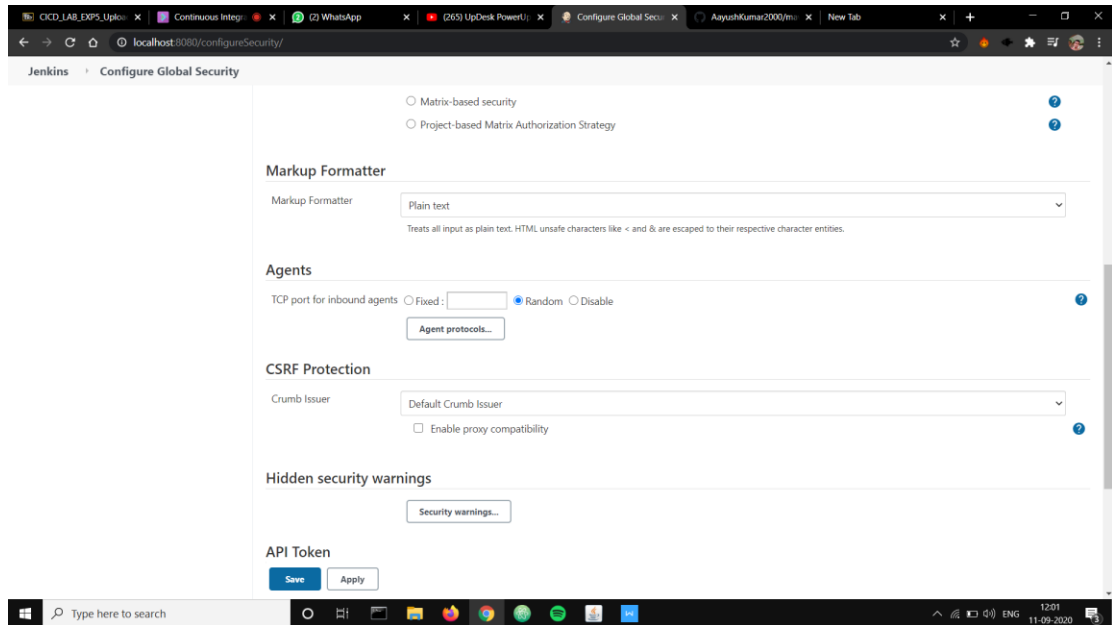 CICD_LAB_EXP5_Uploa
Continuous Integra
(2) WhatsApp
(265) UpDesk PowerUp
Configure Global Secur
AayushKumar2000/ma
New Tab
localhost:8080/configureSecurity/
Jenkins
Configure Global Security
Matrix-based security
Project-based Matrix Authorization Strategy
Markup Formatter
Markup Formatter
Plain text
Treats all input as plain text. HTML unsafe characters like < and & are escaped to their respective character entities.
Agents
TCP port for inbound agents Fixed : Random Disable
Agent protocols...
CSRF Protection
Crumb Issuer
Default Crumb Issuer
Enable proxy compatibility
Hidden security warnings
Security warnings...
API Token
Save Apply
Type here to search
ENG
12:01
11-09-2020